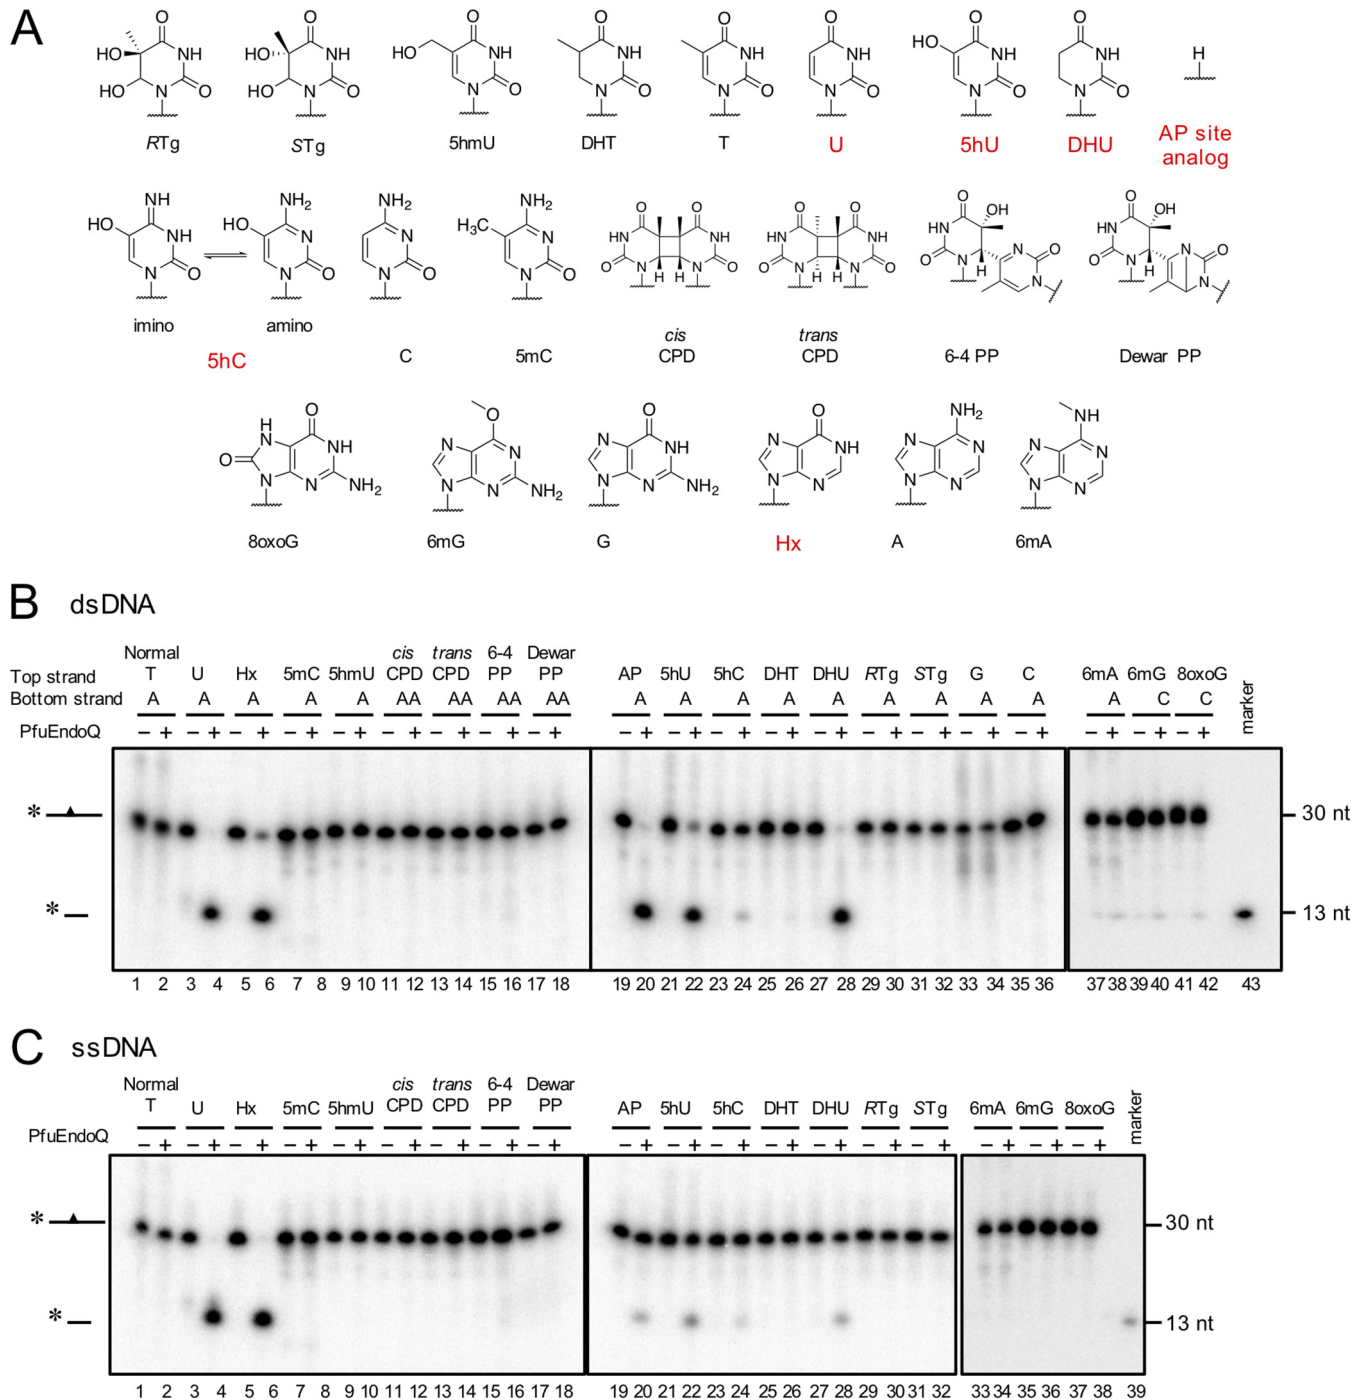 A
RTg STg 5hmU DHT T U 5hU DHU AP site
analog
imino amino
5hC C 5mC cis
CPD trans
CPD 6-4 PP Dewar PP
8oxoG 6mG G Hx A 6mA
B dsDNA
Normal cis trans 6-4 Dewar
Top strand T U Hx 5mC 5hmU CPD CPD PP PP AP 5hU 5hC DHT DHU RTg STg G C 6mA 6mG 8oxoG marker
Bottom strand A A A A A AA AA AA AA A A A A A A A A A A C C
PfuEndoQ − + − + − + − + − + − + − + − + − + − + − + − + − + − + − + − + − + − + − + − + − +
* 30 nt
* 13 nt
1 2 3 4 5 6 7 8 9 10 11 12 13 14 15 16 17 18 19 20 21 22 23 24 25 26 27 28 29 30 31 32 33 34 35 36 37 38 39 40 41 42 43
C ssDNA
Normal cis trans 6-4 Dewar
T U Hx 5mC 5hmU CPD CPD PP PP AP 5hU 5hC DHT DHU RTg STg 6mA 6mG 8oxoG marker
PfuEndoQ − + − + − + − + − + − + − + − + − + − + − + − + − + − + − + − + − + − + − +
* 30 nt
* 13 nt
1 2 3 4 5 6 7 8 9 10 11 12 13 14 15 16 17 18 19 20 21 22 23 24 25 26 27 28 29 30 31 32 33 34 35 36 37 38 39